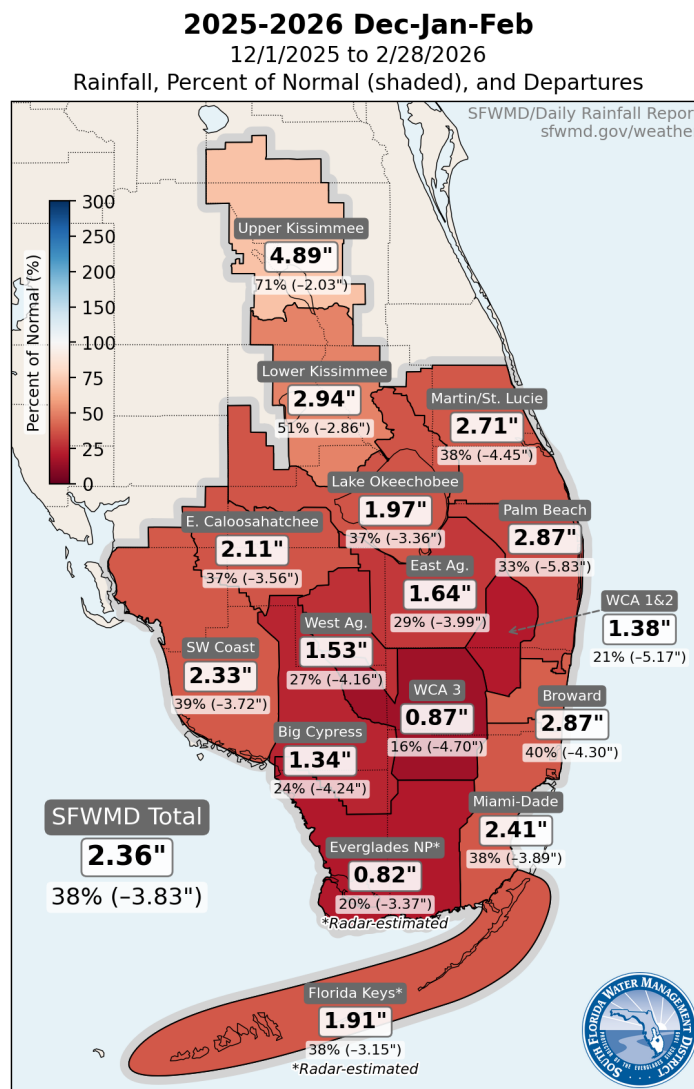 2025-2026 Dec-Jan-Feb
12/1/2025 to 2/28/2026
Rainfall, Percent of Normal (shaded), and Departures
SFWMD/Daily Rainfall Repor
sfwmd.gov/weathe
Percent of Normal (%)
300
250
200
150
100
75
50
25
0
Upper Kissimmee
4.89"
71% (–2.03")
Lower Kissimmee
2.94"
51% (–2.86")
Martin/St. Lucie
2.71"
38% (–4.45")
Lake Okeechobee
1.97"
37% (–3.36")
Palm Beach
2.87"
33% (–5.83")
E. Caloosahatchee
2.11"
37% (–3.56")
East Ag.
1.64"
29% (–3.99")
WCA 1&2
1.38"
21% (–5.17")
West Ag.
1.53"
27% (–4.16")
SW Coast
2.33"
39% (–3.72")
WCA 3
0.87"
16% (–4.70")
Broward
2.87"
40% (–4.30")
Big Cypress
1.34"
24% (–4.24")
Miami-Dade
2.41"
38% (–3.89")
SFWMD Total
2.36"
38% (–3.83")
Everglades NP*
0.82"
20% (–3.37")
*Radar-estimated
Florida Keys*
1.91"
38% (–3.15")
*Radar-estimated
SOUTH FLORIDA WATER MANAGEMENT DISTRICT